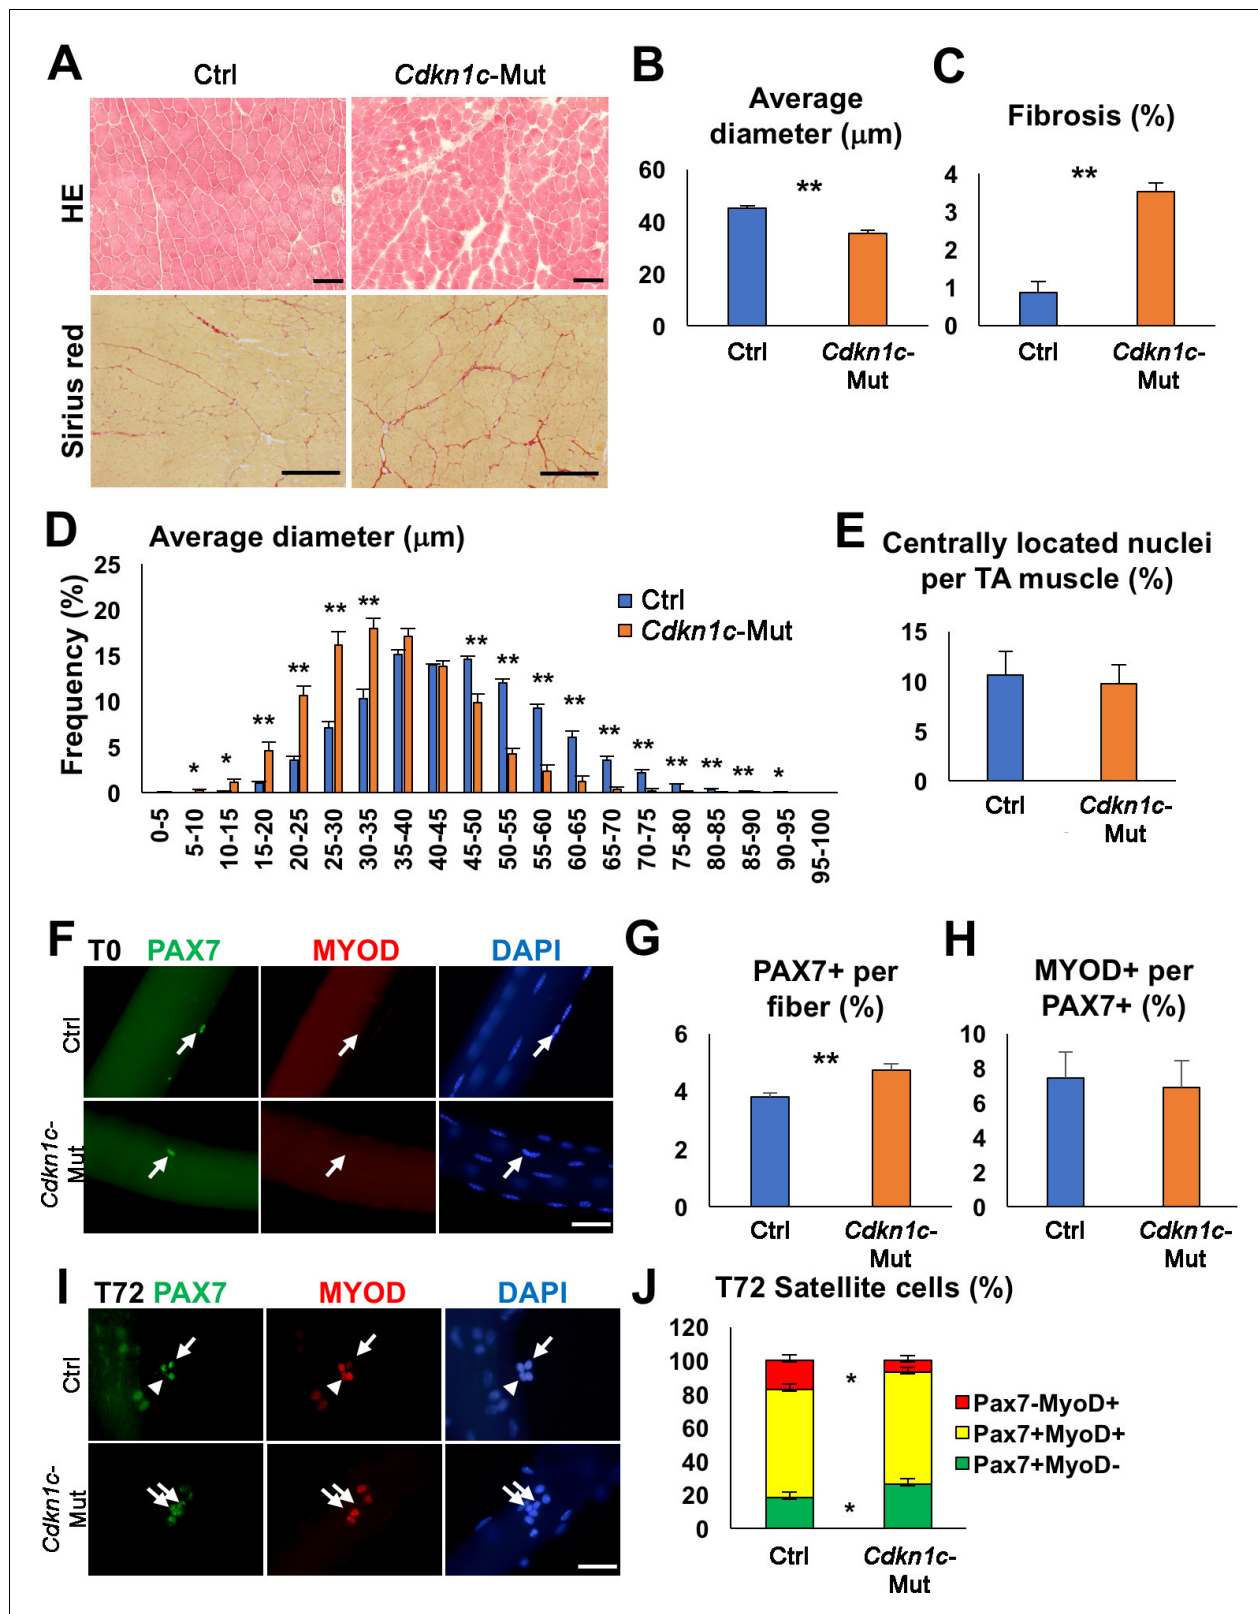 A
Ctrl
Cdkn1c-Mut
HE
Sirius red
B
Average
diameter (μm)
60
40
20
0
**
Ctrl
Cdkn1c-
Mut
C
Fibrosis (%)
4
3
2
1
0
**
Ctrl
Cdkn1c-
Mut
D
Average diameter (μm)
Frequency (%)
25
20
15
10
5
0
* * ** ** ** ** ** ** ** ** ** ** ** ** ** *
Ctrl
Cdkn1c-Mut
0-5
5-10
10-15
15-20
20-25
25-30
30-35
35-40
40-45
45-50
50-55
55-60
60-65
65-70
70-75
75-80
80-85
85-90
90-95
95-100
E
Centrally located nuclei
per TA muscle (%)
15
10
5
0
Ctrl
Cdkn1c-
Mut
F
T0 PAX7 MYOD DAPI
Ctrl
Cdkn1c-
Mut
G
PAX7+ per
fiber (%)
6
4
2
0
**
Ctrl
Cdkn1c-
Mut
H
MYOD+ per
PAX7+ (%)
10
8
6
4
2
0
Ctrl
Cdkn1c-
Mut
I
T72 PAX7 MYOD DAPI
Ctrl
Cdkn1c-
Mut
J
T72 Satellite cells (%)
120
100
80
60
40
20
0
*
*
Ctrl
Cdkn1c-
Mut
Pax7-MyoD+
Pax7+MyoD+
Pax7+MyoD-